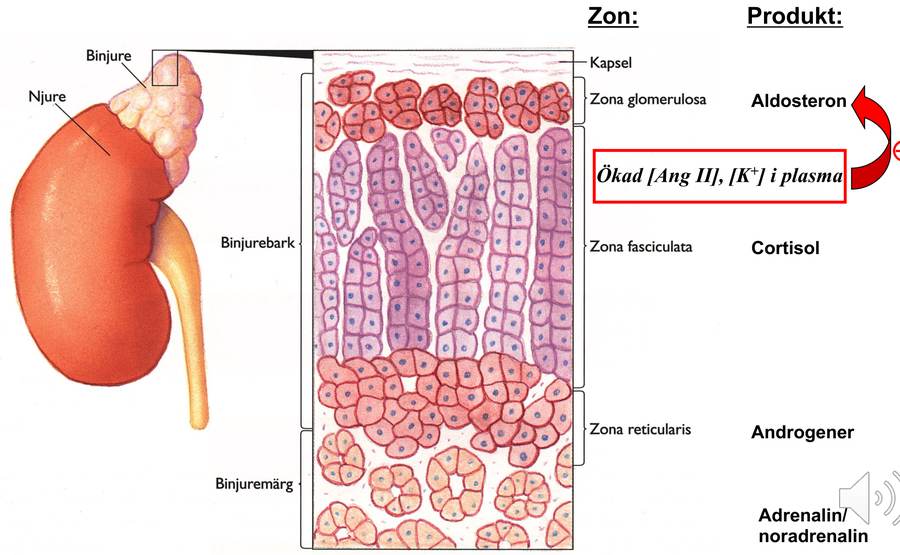 Zon:
Produkt:
Binjure
Njure
Kapsel
Zona glomerulosa
Aldosteron
Ökad [Ang II], [K⁺] i plasma
Binjurebark
Zona fasciculata
Cortisol
Zona reticularis
Androgener
Binjuremärg
Adrenalin/
noradrenalin